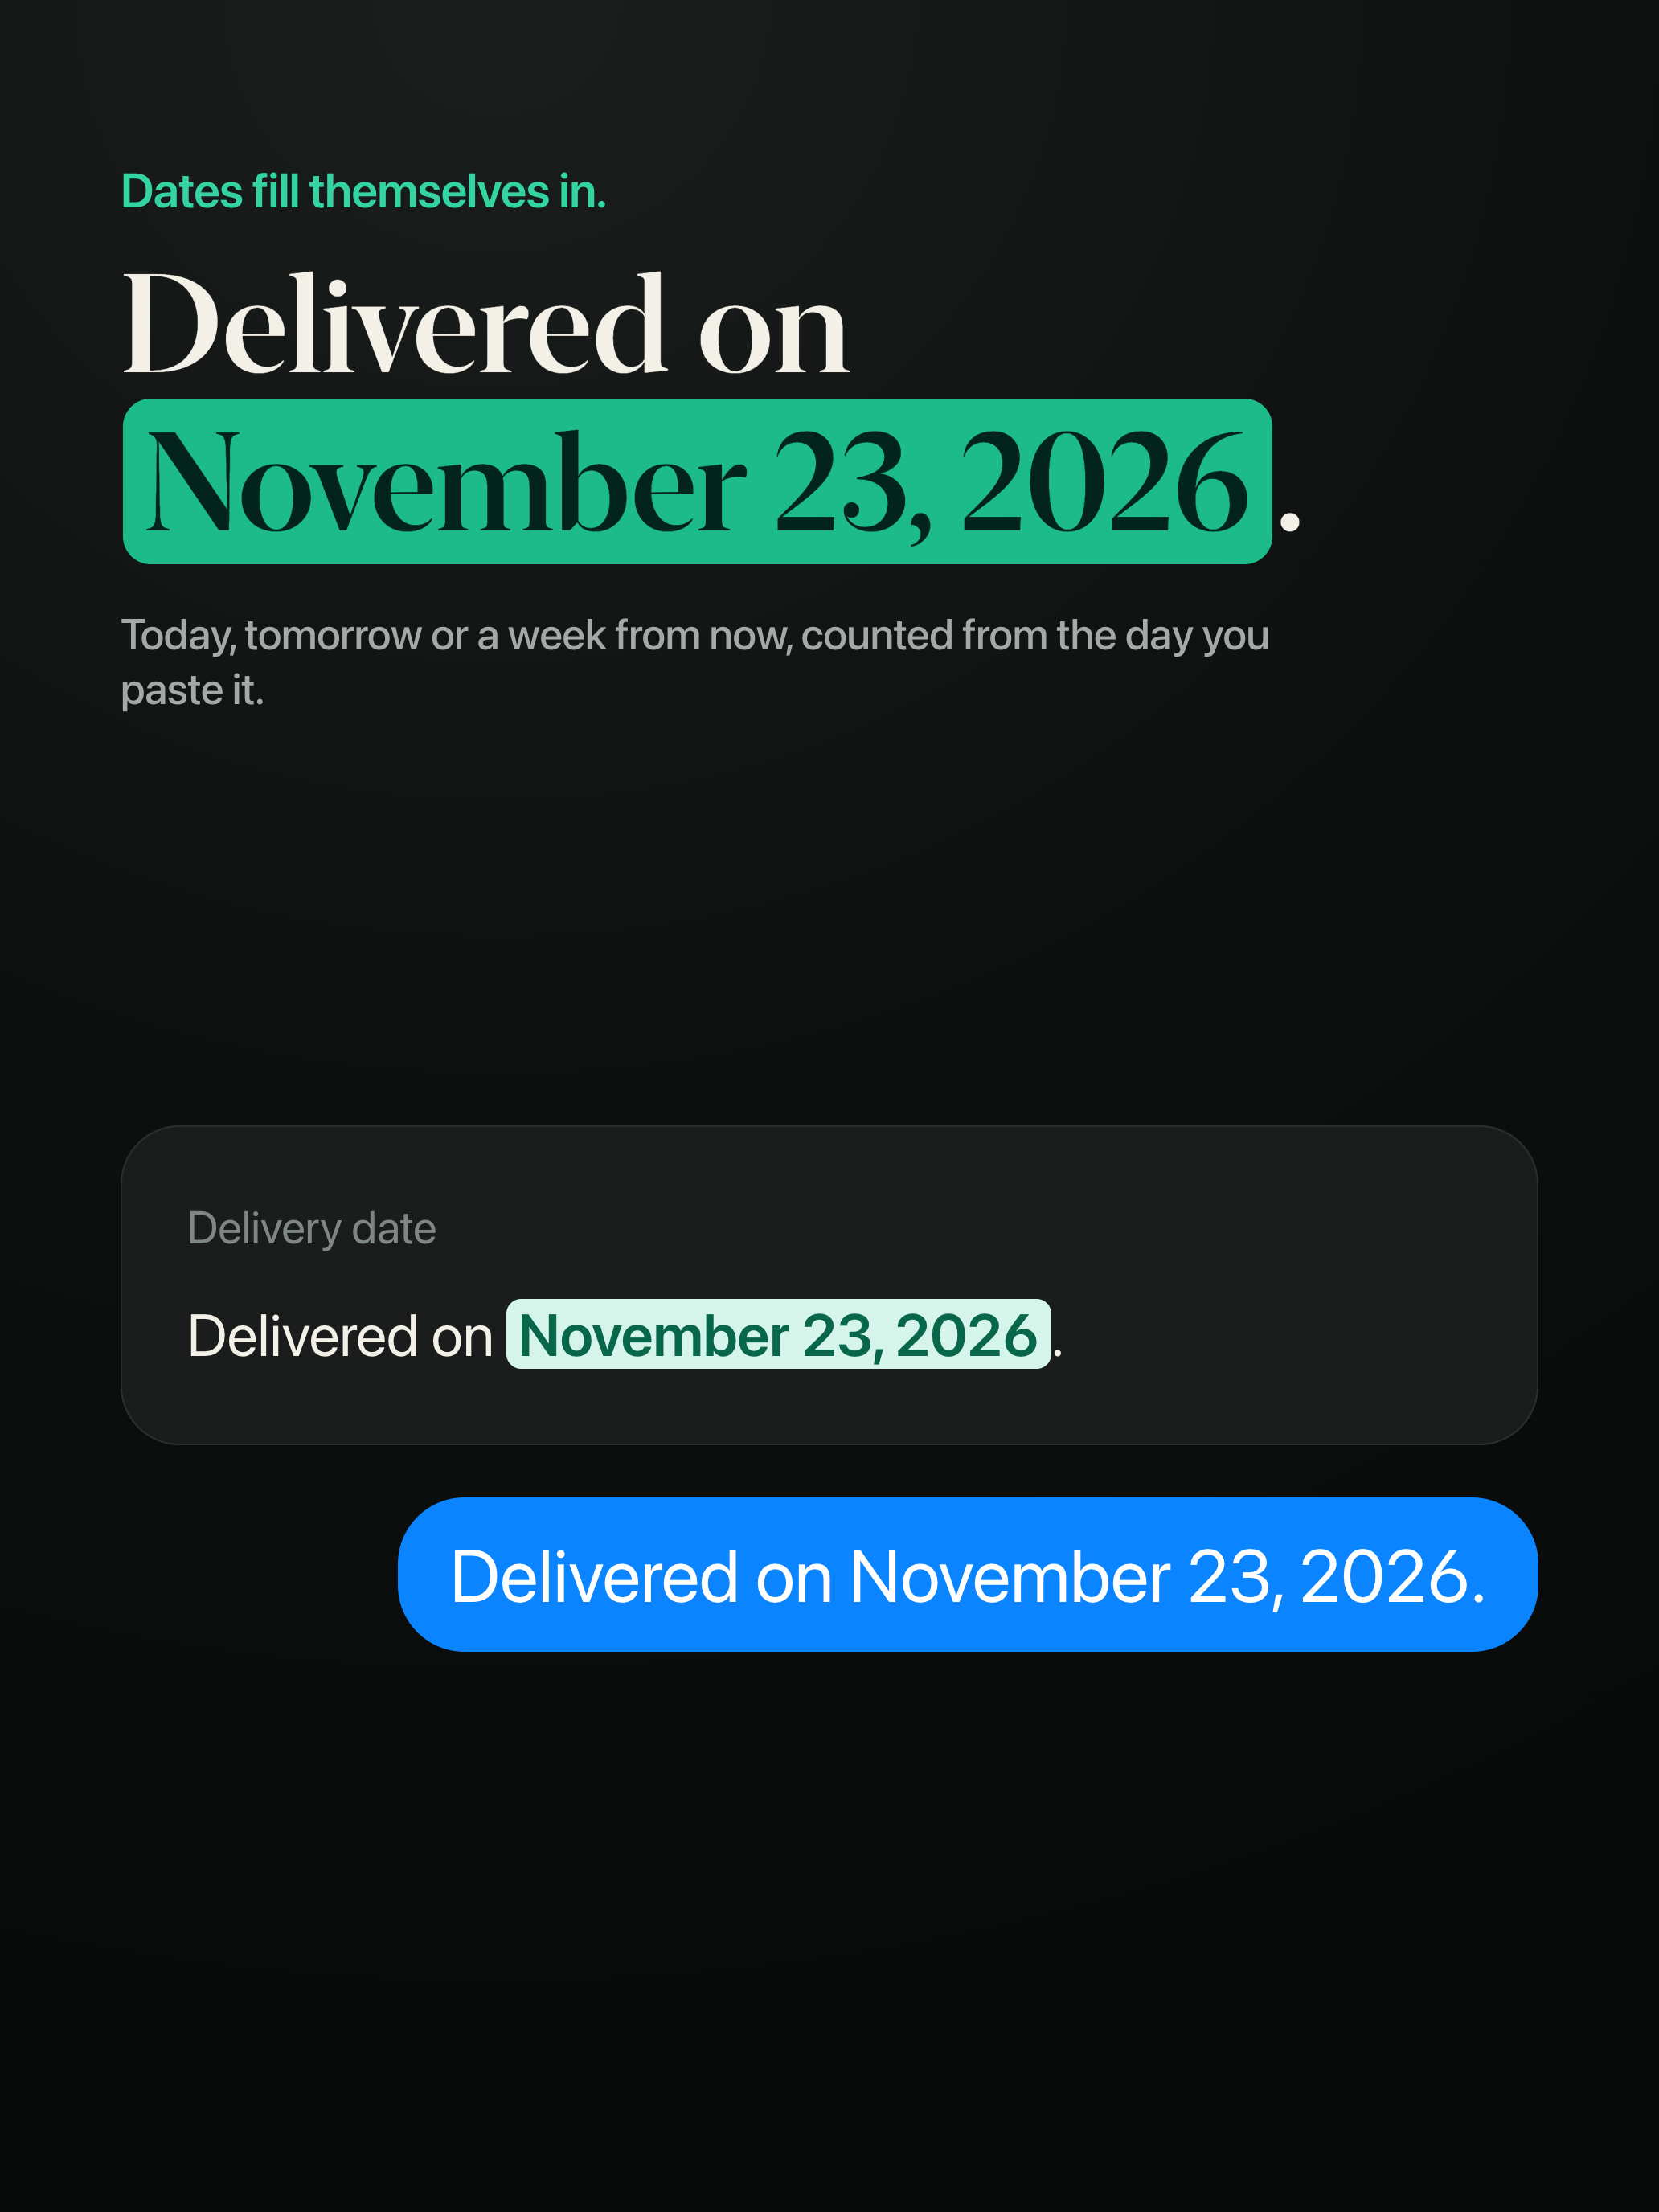 Dates fill themselves in.
Delivered on
November 23, 2026.
Today, tomorrow or a week from now, counted from the day you
paste it.
Delivery date
Delivered on November 23, 2026.
Delivered on November 23, 2026.